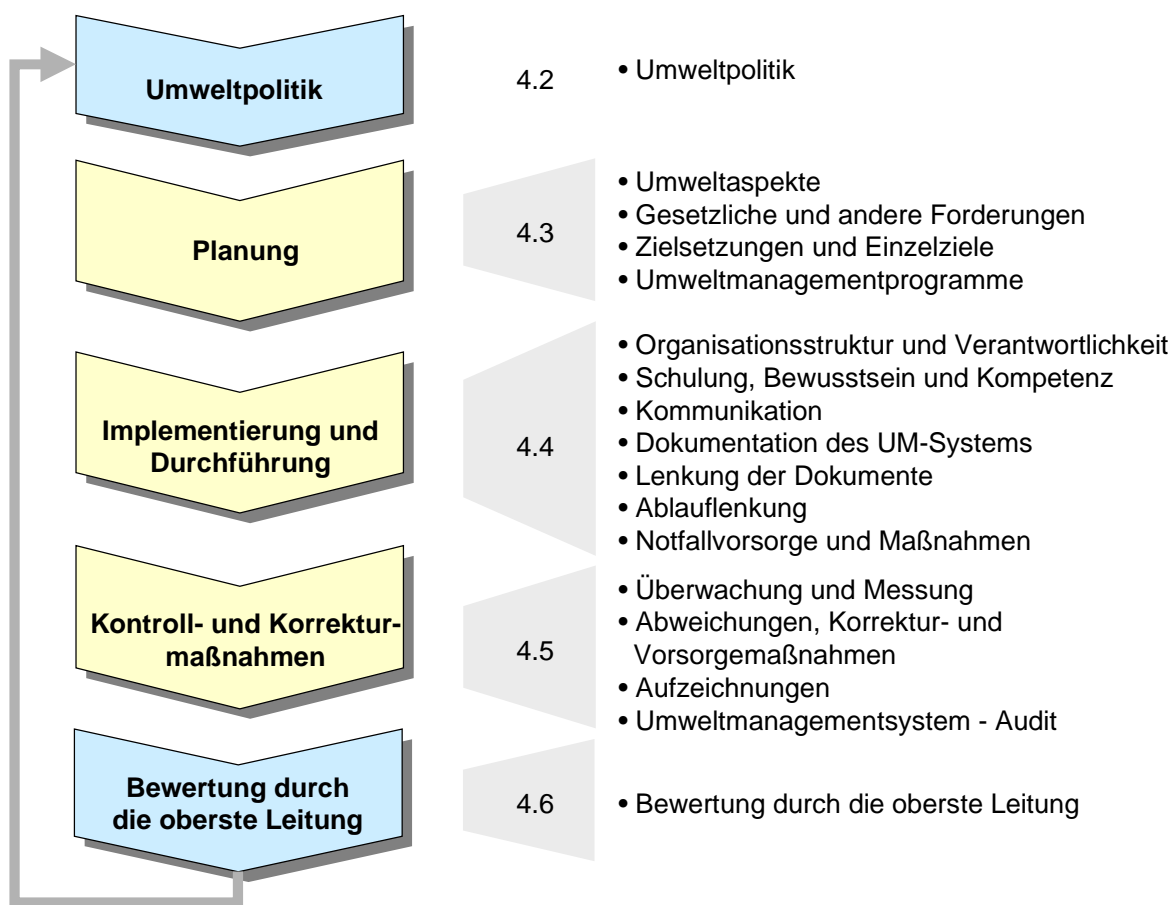 Umweltpolitik
4.2
• Umweltpolitik
Planung
4.3
• Umweltaspekte
• Gesetzliche und andere Forderungen
• Zielsetzungen und Einzelziele
• Umweltmanagementprogramme
Implementierung und
Durchführung
4.4
• Organisationsstruktur und Verantwortlichkeit
• Schulung, Bewusstsein und Kompetenz
• Kommunikation
• Dokumentation des UM-Systems
• Lenkung der Dokumente
• Ablauflenkung
• Notfallvorsorge und Maßnahmen
Kontroll- und Korrektur-
maßnahmen
4.5
• Überwachung und Messung
• Abweichungen, Korrektur- und
Vorsorgemaßnahmen
• Aufzeichnungen
• Umweltmanagementsystem - Audit
Bewertung durch
die oberste Leitung
4.6
• Bewertung durch die oberste Leitung